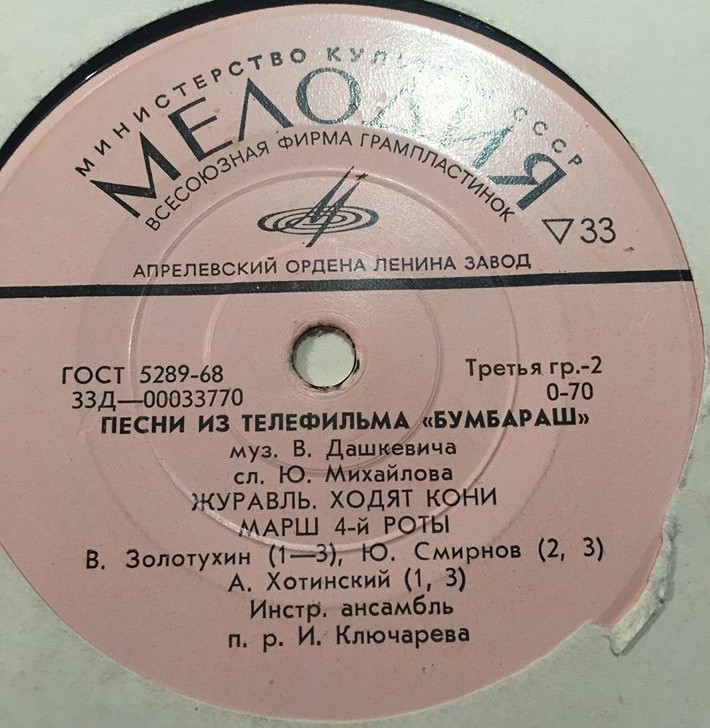 МИНИСТЕРСТВО КУЛЬТУРЫ СССР
МЕЛОДИЯ
ВСЕСОЮЗНАЯ ФИРМА ГРАМПЛАСТИНОК
33
АПРЕЛЕВСКИЙ ОРДЕНА ЛЕНИНА ЗАВОД
ГОСТ 5289-68
Третья гр.-2
33Д—00033770
0-70
ПЕСНИ ИЗ ТЕЛЕФИЛЬМА «БУМБАРАШ»
муз. В. Дашкевича
сл. Ю. Михайлова
ЖУРАВЛЬ. ХОДЯТ КОНИ
МАРШ 4-й РОТЫ
В. Золотухин (1—3), Ю. Смирнов (2, 3)
А. Хотинский (1, 3)
Инстр. ансамбль
п. р. И. Ключарева